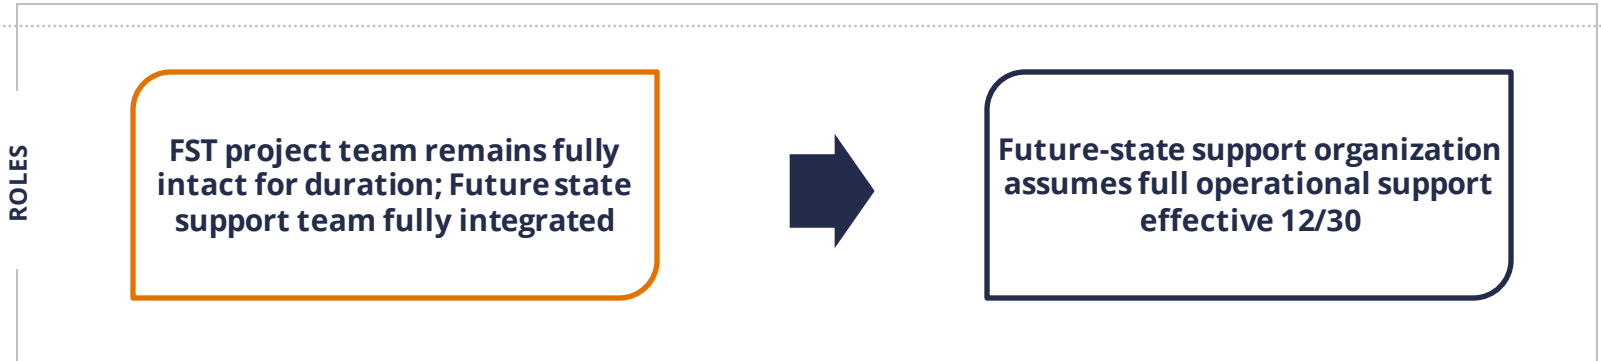 ROLES
FST project team remains fully
intact for duration; Future state
support team fully integrated
Future-state support organization
assumes full operational support
effective 12/30